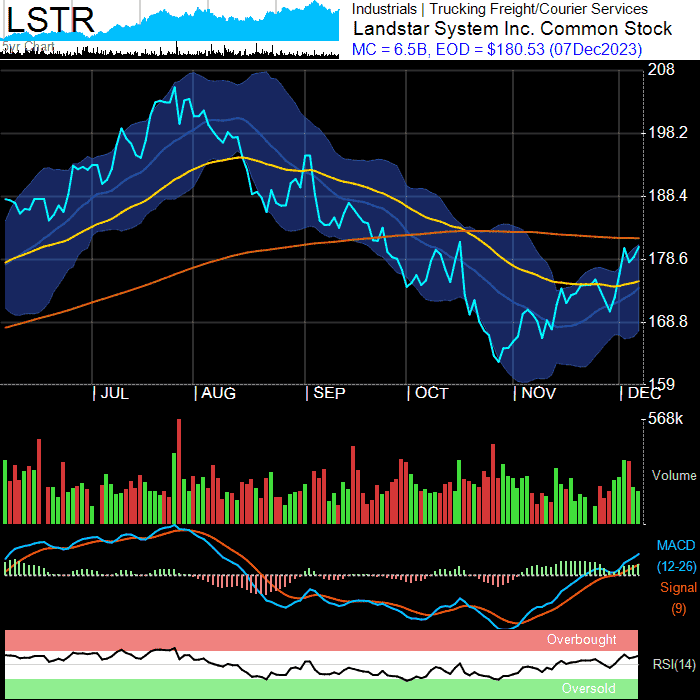 LSTR
5yr Chart
Industrials | Trucking Freight/Courier Services
Landstar System Inc. Common Stock
MC = 6.5B, EOD = $180.53 (07Dec2023)
208
198.2
188.4
178.6
168.8
159
JUL
AUG
SEP
OCT
NOV
DEC
568k
Volume
MACD
(12-26)
Signal
(9)
Overbought
RSI(14)
Oversold